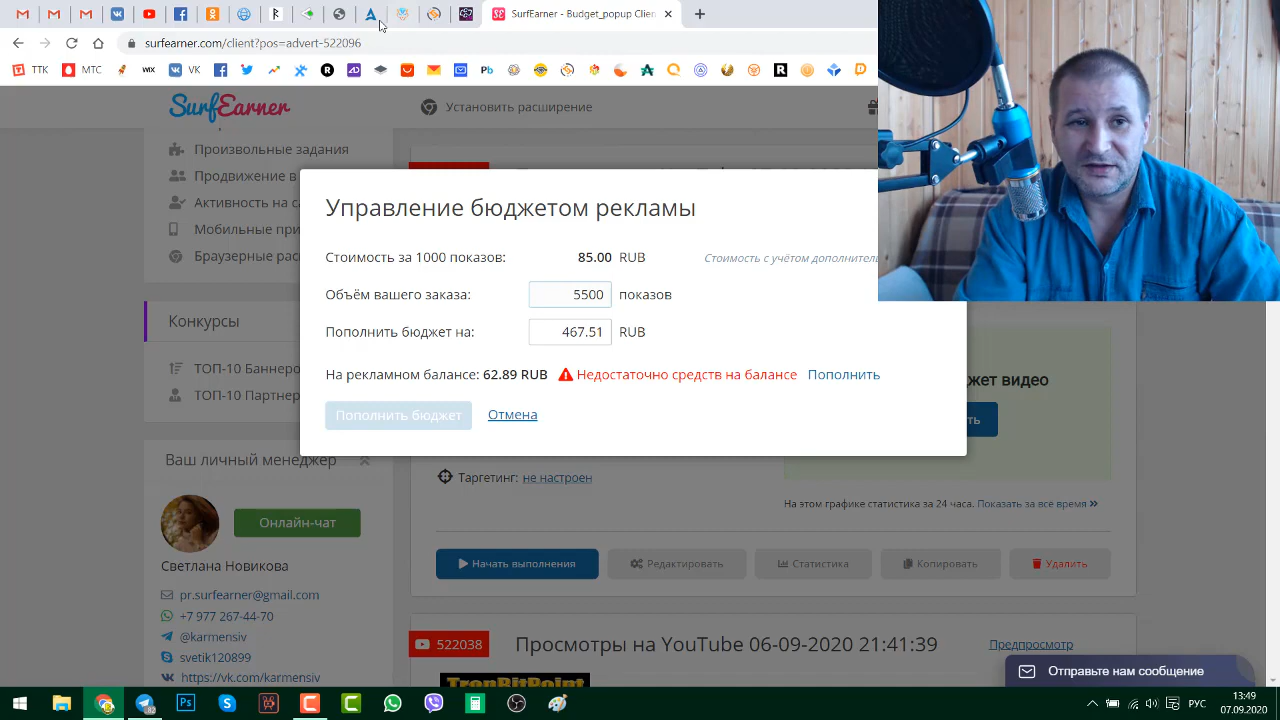 Surfearner - Budget_popup Clien
surfearner.com/cabinet/client/?pres=advert-522096
ТТК
МТС
VK
SurfEarner
Установить расширение
Произвольные задания
Продвижение в
Активность на са
Мобильные при
Браузерные рас
Управление бюджетом рекламы
Стоимость за 1000 показов: 85.00 RUB Стоимость с учётом дополнитель
Объём вашего заказа: 5500 показов
Пополнить бюджет на: 467.51 RUB
На рекламном балансе: 62.89 RUB Недостаточно средств на балансе Пополнить
Пополнить бюджет Отмена
Конкурсы
ТОП-10 Баннеро
ТОП-10 Партнер
жет видео
ть
Ваш личный менеджер
Онлайн-чат
Светлана Новикова
pr.surfearner@gmail.com
+7 977 267-44-70
@karmensiv
svetik120899
https://vk.com/karmensiv
Таргетинг: не настроен
На этом графике статистика за 24 часа. Показать за всё время »
Начать выполнения
Редактировать
Статистика
Копировать
Удалить
522038
Просмотры на YouTube 06-09-2020 21:41:39
Предпросмотр
TronBitPoint
Отправьте нам сообщение
РУС
13:49
07.09.2020